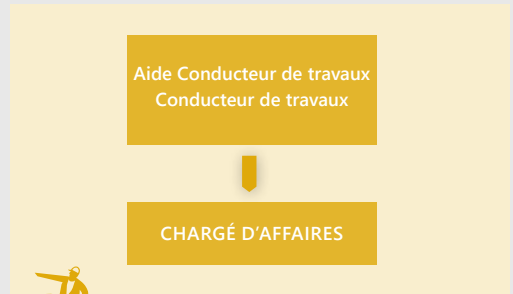 Aide Conducteur de travaux
Conducteur de travaux
CHARGÉ D’AFFAIRES